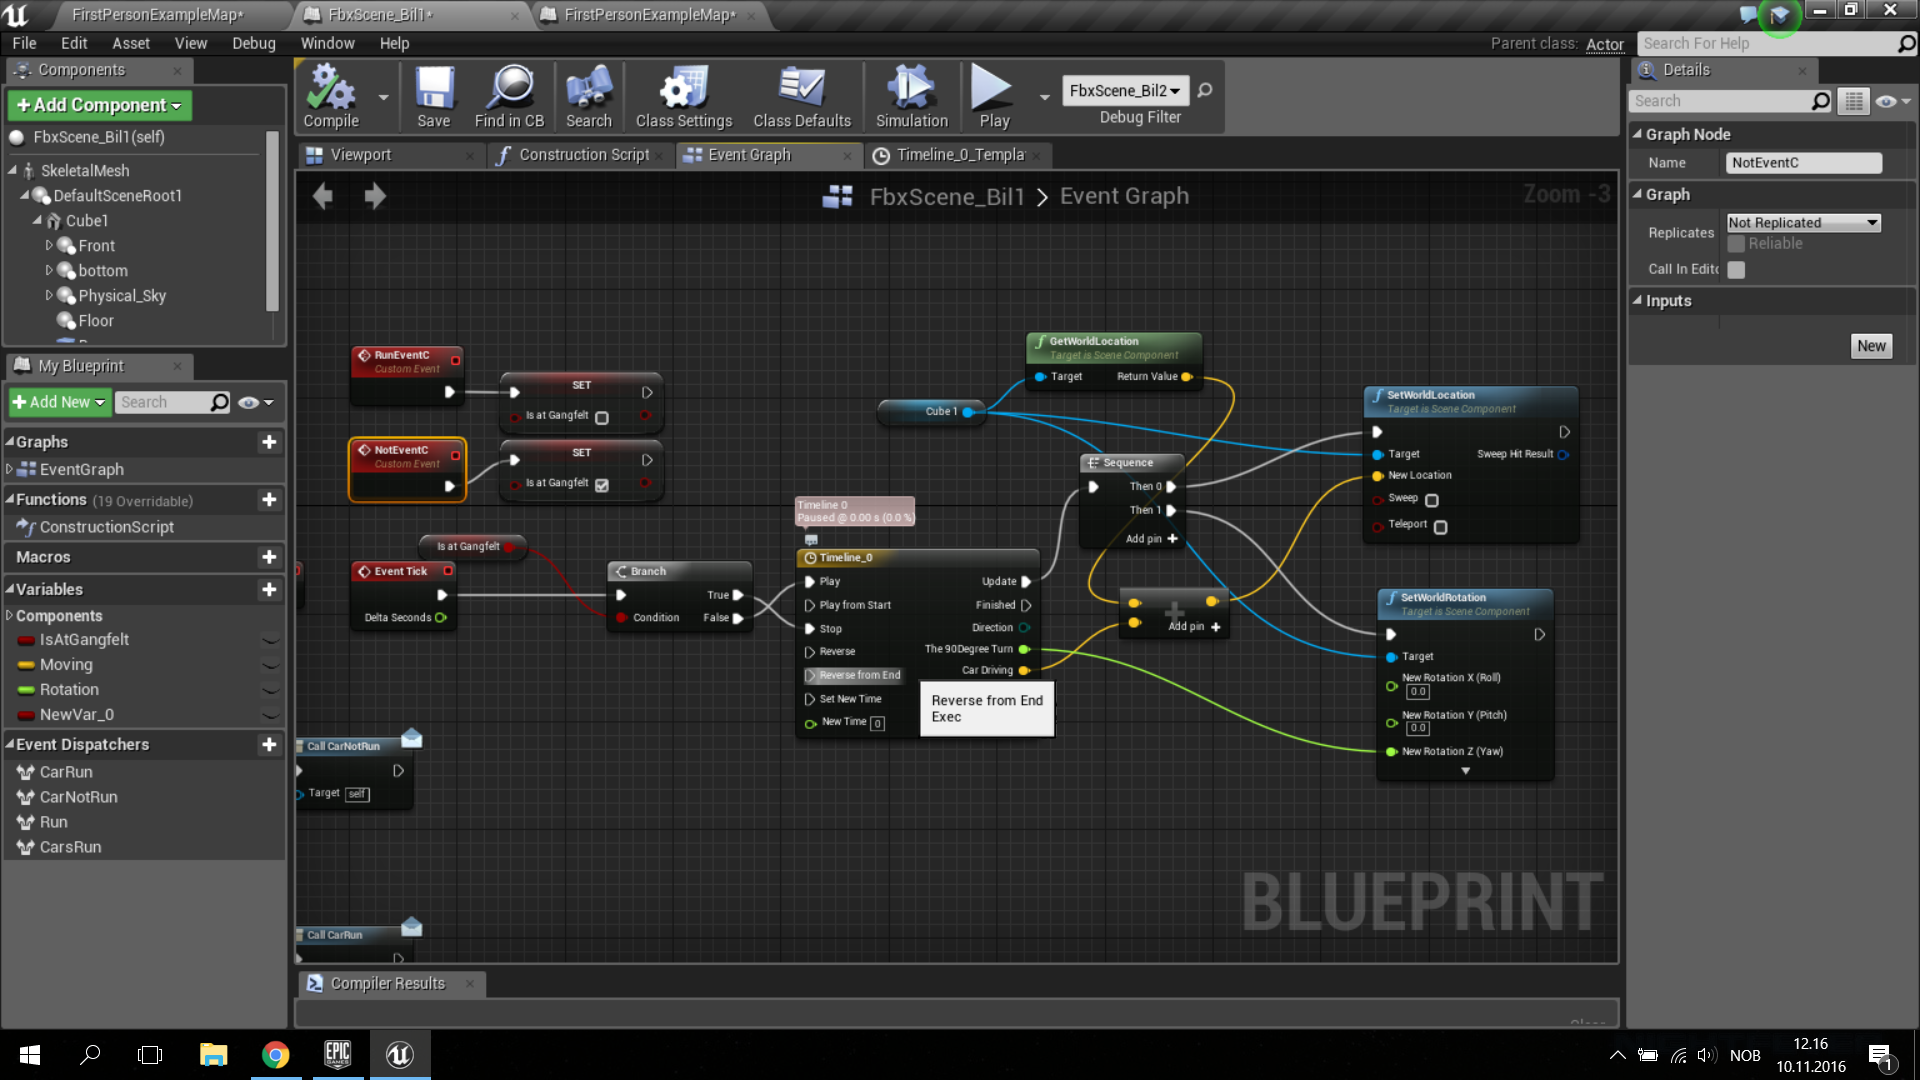 FirstPersonExampleMap*
FbxScene_Bil1*
FirstPersonExampleMap*
File Edit Asset View Debug Window Help
Parent class: Actor
Search For Help
Components
+Add Component
FbxScene_Bil1(self)
SkeletalMesh
DefaultSceneRoot1
Cube1
Front
bottom
Physical_Sky
Floor
Compile
Save
Find in CB
Search
Class Settings
Class Defaults
Simulation
Play
FbxScene_Bil2
Debug Filter
Viewport
Construction Script
Event Graph
Timeline_0_Templa
FbxScene_Bil1 > Event Graph
Zoom -3
My Blueprint
+Add New
Search
Graphs
EventGraph
Functions (19 Overridable)
ConstructionScript
Macros
Variables
Components
IsAtGangfelt
Moving
Rotation
NewVar_0
Event Dispatchers
CarRun
CarNotRun
Run
CarsRun
RunEventC
Custom Event
SET
Is at Gangfelt
NotEventC
Custom Event
SET
Is at Gangfelt
Is at Gangfelt
Event Tick
Delta Seconds
Branch
True
Condition
False
Timeline 0
Paused @ 0.00 s (0.0 %)
Timeline_0
Play
Update
Play from Start
Finished
Stop
Direction
Reverse
The 90Degree Turn
Reverse from End
Car Driving
Set New Time
New Time 0
Reverse from End
Exec
Cube 1
GetWorldLocation
Target is Scene Component
Target
Return Value
Sequence
Then 0
Then 1
Add pin +
Add pin +
SetWorldLocation
Target is Scene Component
Target
Sweep Hit Result
New Location
Sweep
Teleport
SetWorldRotation
Target is Scene Component
Target
New Rotation X (Roll)
0.0
New Rotation Y (Pitch)
0.0
New Rotation Z (Yaw)
Call CarNotRun
Target self
Call CarRun
BLUEPRINT
Compiler Results
Details
Search
Graph Node
Name NotEventC
Graph
Replicates Not Replicated
Reliable
Call In Edito
Inputs
New
EPIC
GAMES
NOB
12.16
10.11.2016
1